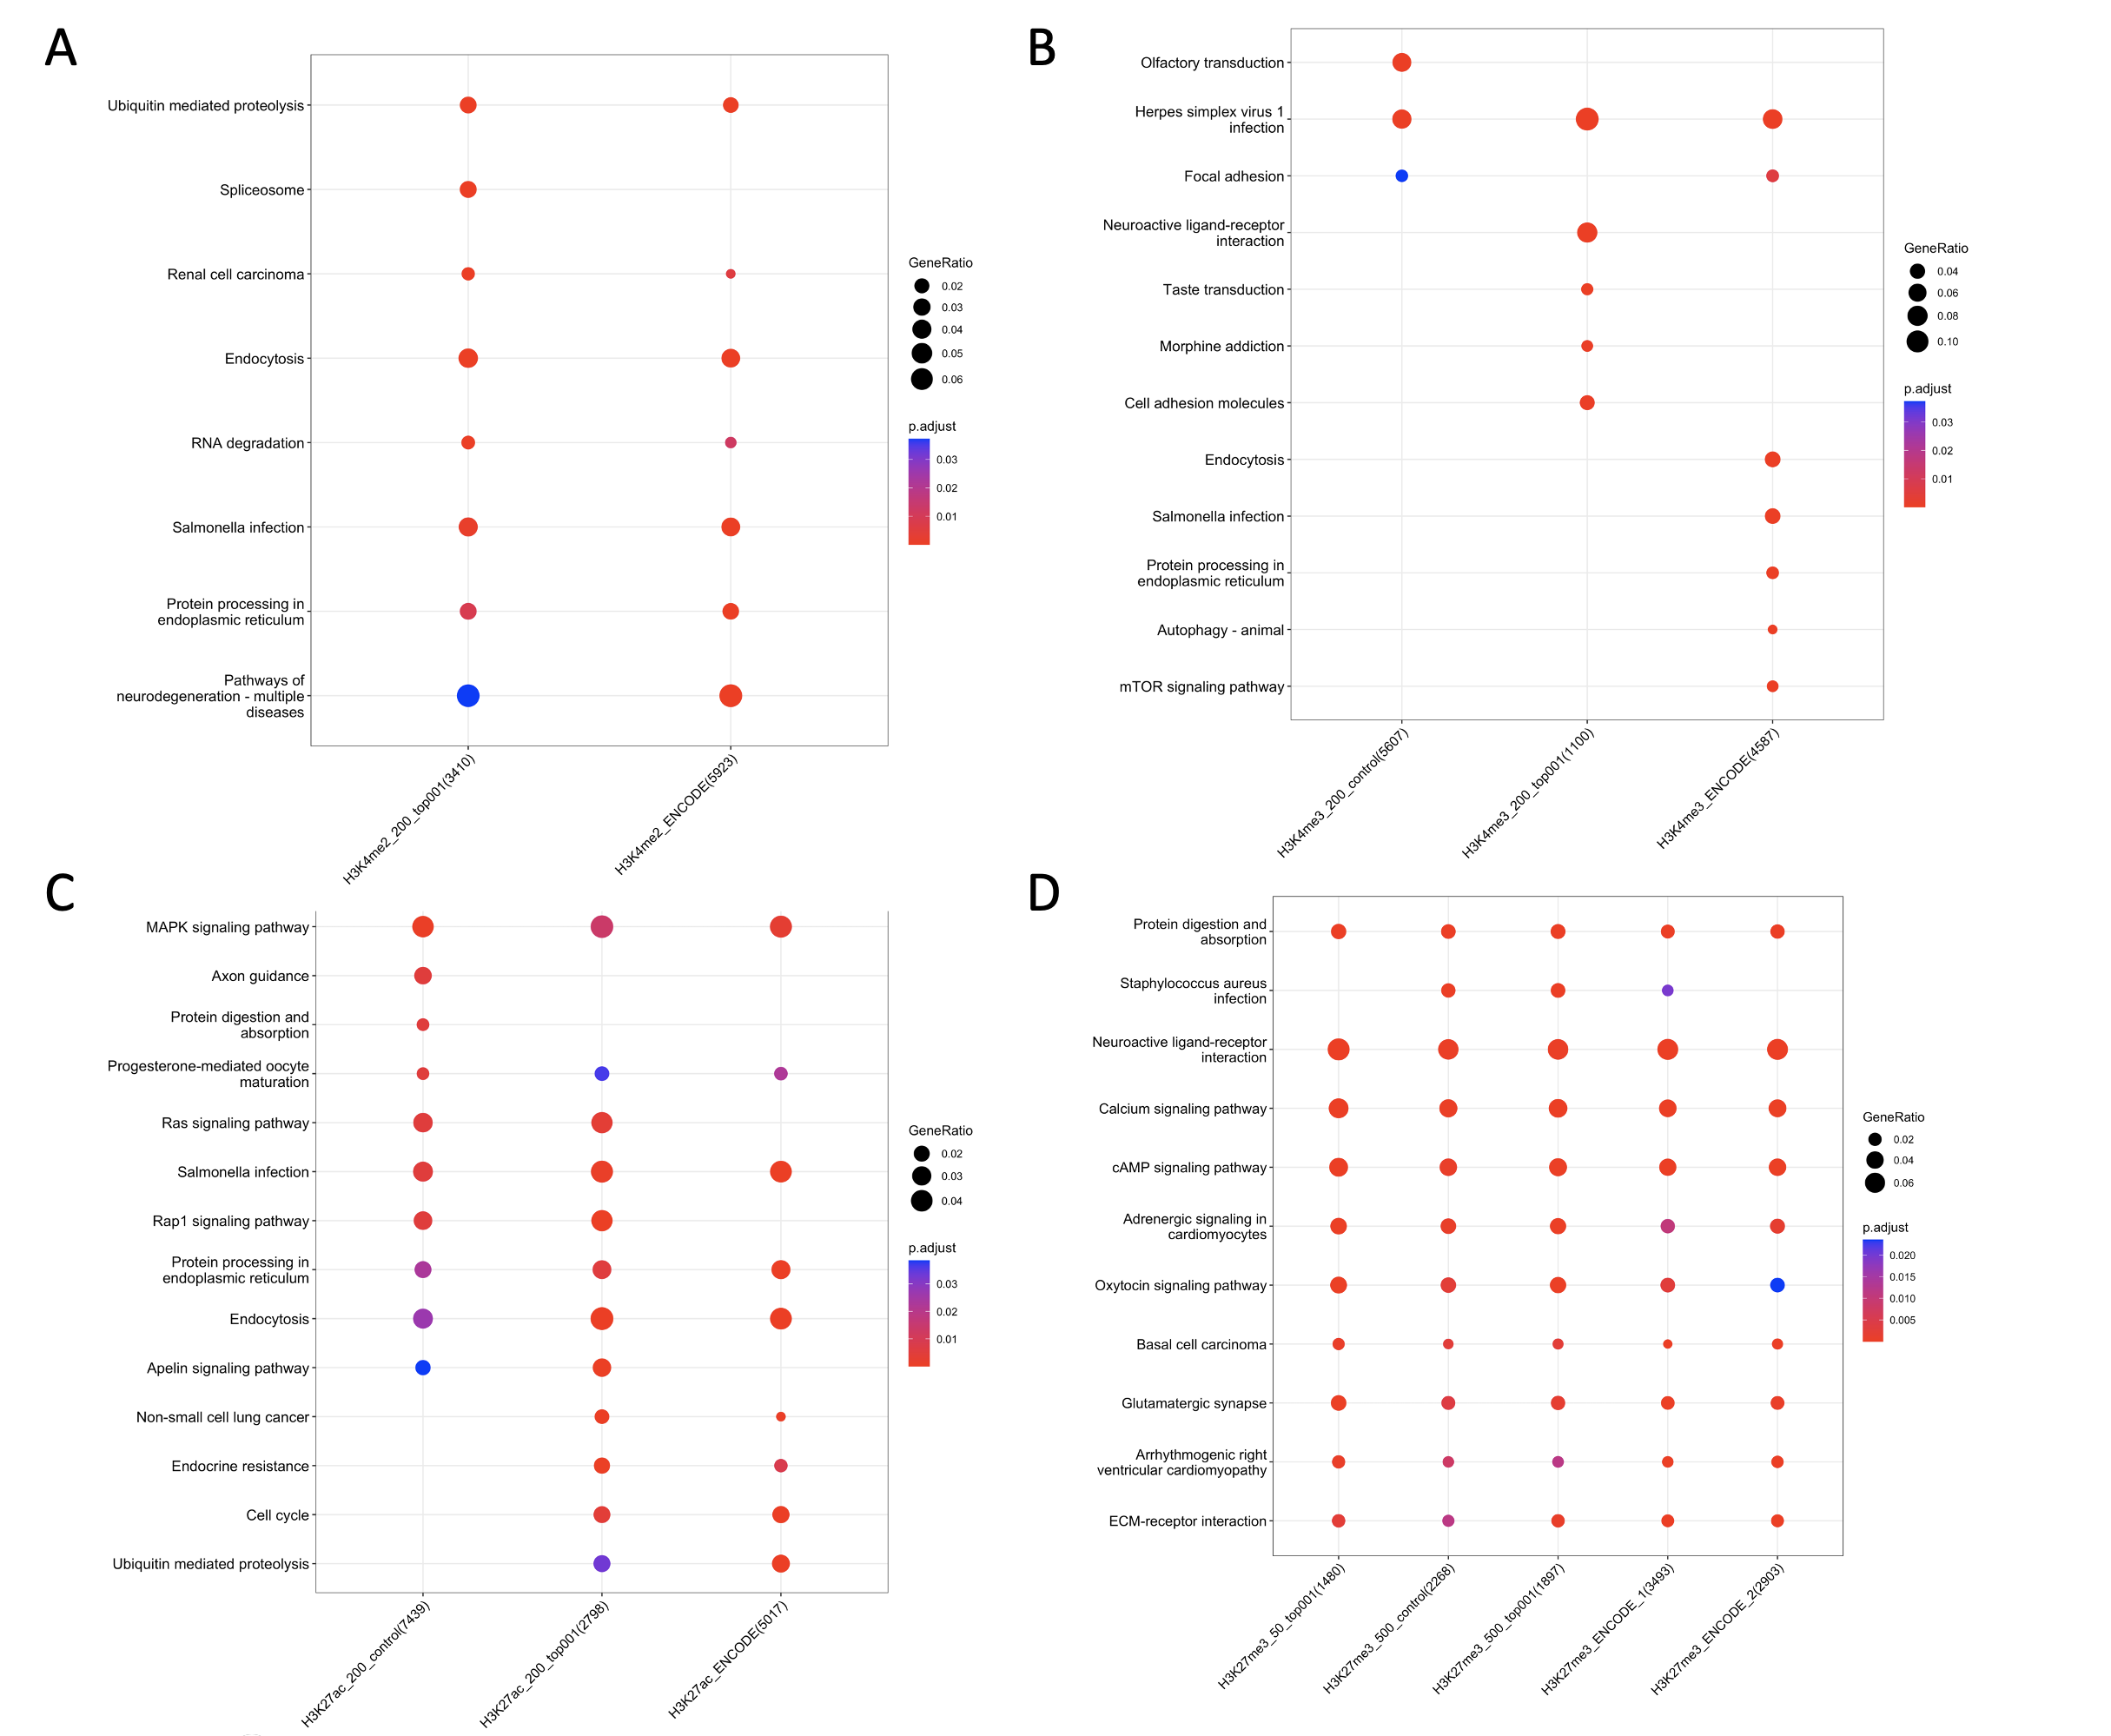 A
Ubiquitin mediated proteolysis
Spliceosome
Renal cell carcinoma
Endocytosis
RNA degradation
Salmonella infection
Protein processing in
endoplasmic reticulum
Pathways of
neurodegeneration - multiple
diseases
H3K4me2_200_top001(3410)
H3K4me2_ENCODE(5923)
GeneRatio
0.02
0.03
0.04
0.05
0.06
p.adjust
0.03
0.02
0.01
B
Olfactory transduction
Herpes simplex virus 1
infection
Focal adhesion
Neuroactive ligand-receptor
interaction
Taste transduction
Morphine addiction
Cell adhesion molecules
Endocytosis
Salmonella infection
Protein processing in
endoplasmic reticulum
Autophagy - animal
mTOR signaling pathway
H3K4me3_200_control(5607)
H3K4me3_200_top001(1100)
H3K4me3_ENCODE(4587)
GeneRatio
0.04
0.06
0.08
0.10
p.adjust
0.03
0.02
0.01
C
MAPK signaling pathway
Axon guidance
Protein digestion and
absorption
Progesterone-mediated oocyte
maturation
Ras signaling pathway
Salmonella infection
Rap1 signaling pathway
Protein processing in
endoplasmic reticulum
Endocytosis
Apelin signaling pathway
Non-small cell lung cancer
Endocrine resistance
Cell cycle
Ubiquitin mediated proteolysis
H3K27ac_200_control(7439)
H3K27ac_200_top001(2798)
H3K27ac_ENCODE(5017)
GeneRatio
0.02
0.03
0.04
p.adjust
0.03
0.02
0.01
D
Protein digestion and
absorption
Staphylococcus aureus
infection
Neuroactive ligand-receptor
interaction
Calcium signaling pathway
cAMP signaling pathway
Adrenergic signaling in
cardiomyocytes
Oxytocin signaling pathway
Basal cell carcinoma
Glutamatergic synapse
Arrhythmogenic right
ventricular cardiomyopathy
ECM-receptor interaction
H3K27me3_50_top001(1480)
H3K27me3_500_control(2268)
H3K27me3_500_top001(1897)
H3K27me3_ENCODE_1(3493)
H3K27me3_ENCODE_2(2903)
GeneRatio
0.02
0.04
0.06
p.adjust
0.020
0.015
0.010
0.005